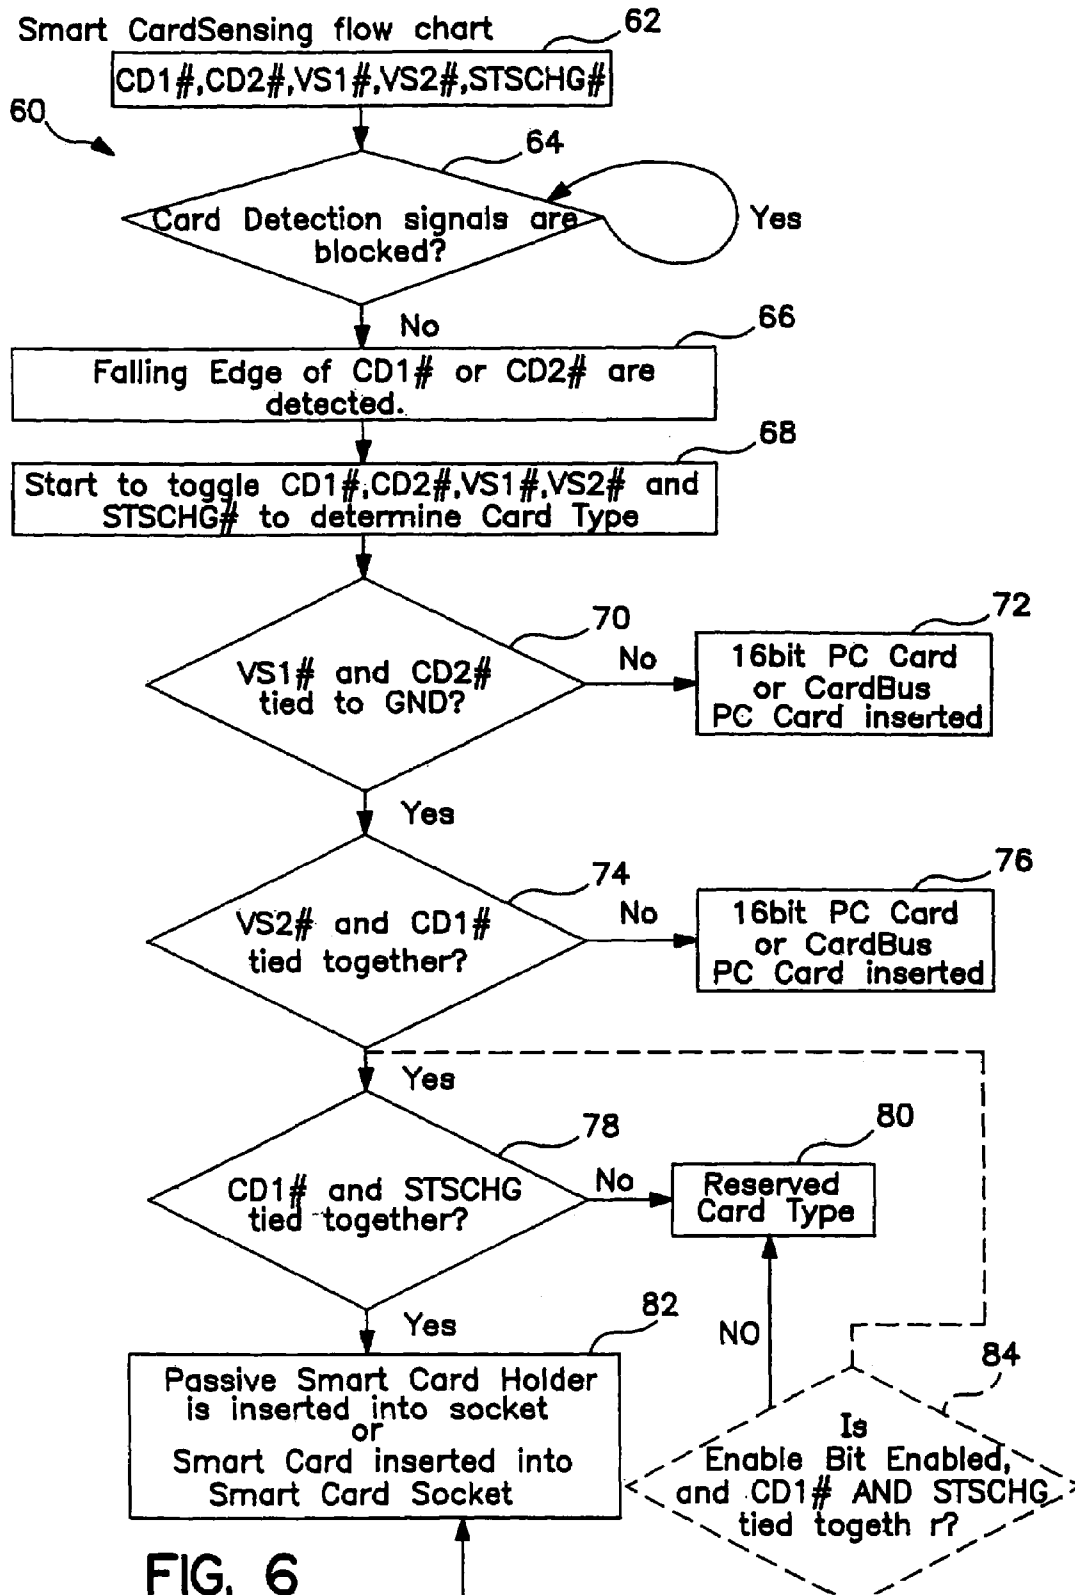 Smart CardSensing flow chart
62
CD1#,CD2#,VS1#,VS2#,STSCHG#
60
64
Card Detection signals are
blocked?
Yes
No
66
Falling Edge of CD1# or CD2# are
detected.
68
Start to toggle CD1#,CD2#,VS1#,VS2# and
STSCHG# to determine Card Type
70
VS1# and CD2#
tied to GND?
No
72
16bit PC Card
or CardBus
PC Card inserted
Yes
74
VS2# and CD1#
tied together?
No
76
16bit PC Card
or CardBus
PC Card inserted
Yes
78
CD1# and STSCHG
tied together?
No
80
Reserved
Card Type
Yes
82
NO
Passive Smart Card Holder
is inserted into socket
or
Smart Card inserted into
Smart Card Socket
84
Is
Enable Bit Enabled,
and CD1# AND STSCHG
tied togeth r?
FIG. 6